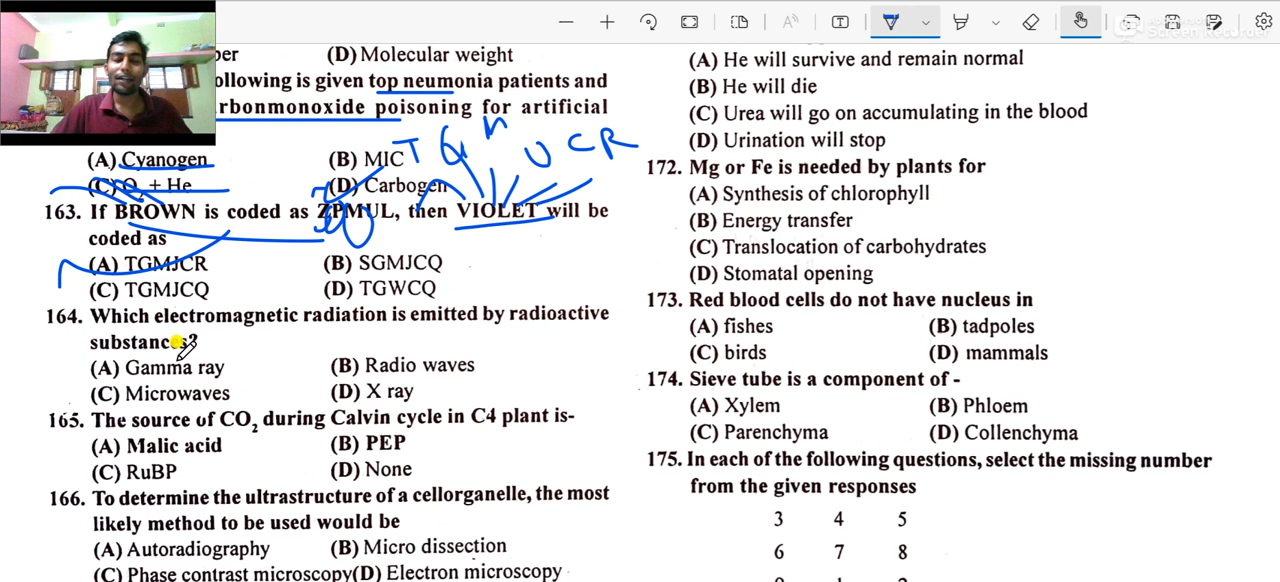 ber
(D) Molecular weight
ollowing is given top neumonia patients and
rbonmonoxide poisoning for artificial
(A) Cyanogen
(B) MIC
(C) O₂ + He
(D) Carbogen
T G M U C R
163. If BROWN is coded as ZPMUL, then VIOLET will be
coded as
(A) TGMJCR
(B) SGMJCQ
(C) TGMJCQ
(D) TGWCQ
164. Which electromagnetic radiation is emitted by radioactive
substances?
(A) Gamma ray
(B) Radio waves
(C) Microwaves
(D) X ray
165. The source of CO₂ during Calvin cycle in C4 plant is-
(A) Malic acid
(B) PEP
(C) RuBP
(D) None
166. To determine the ultrastructure of a cellorganelle, the most
likely method to be used would be
(A) Autoradiography
(B) Micro dissection
(C) Phase contrast microscopy(D) Electron microscopy
(A) He will survive and remain normal
(B) He will die
(C) Urea will go on accumulating in the blood
(D) Urination will stop
172. Mg or Fe is needed by plants for
(A) Synthesis of chlorophyll
(B) Energy transfer
(C) Translocation of carbohydrates
(D) Stomatal opening
173. Red blood cells do not have nucleus in
(A) fishes
(B) tadpoles
(C) birds
(D) mammals
174. Sieve tube is a component of -
(A) Xylem
(B) Phloem
(C) Parenchyma
(D) Collenchyma
175. In each of the following questions, select the missing number
from the given responses
3 4 5
6 7 8